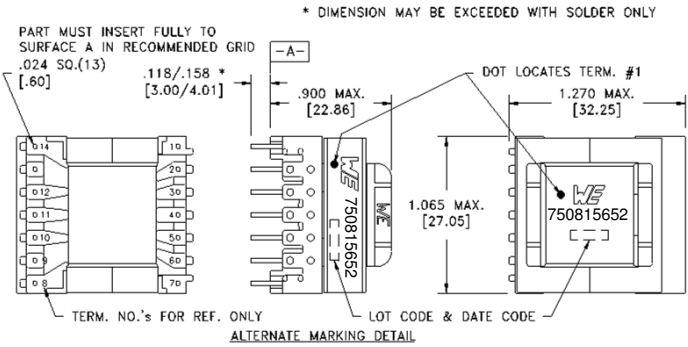 * DIMENSION MAY BE EXCEEDED WITH SOLDER ONLY
PART MUST INSERT FULLY TO
SURFACE A IN RECOMMENDED GRID
.024 SQ.(13)
[.60]
-A-
.118/.158 *
[3.00/4.01]
.900 MAX.
[22.86]
DOT LOCATES TERM. #1
1.270 MAX.
[32.25]
14
12
11
10
9
8
1
2
3
4
5
6
7
WE
750815652
WE
1.065 MAX.
[27.05]
WE
750815652
TERM. NO.'s FOR REF. ONLY
LOT CODE & DATE CODE
ALTERNATE MARKING DETAIL